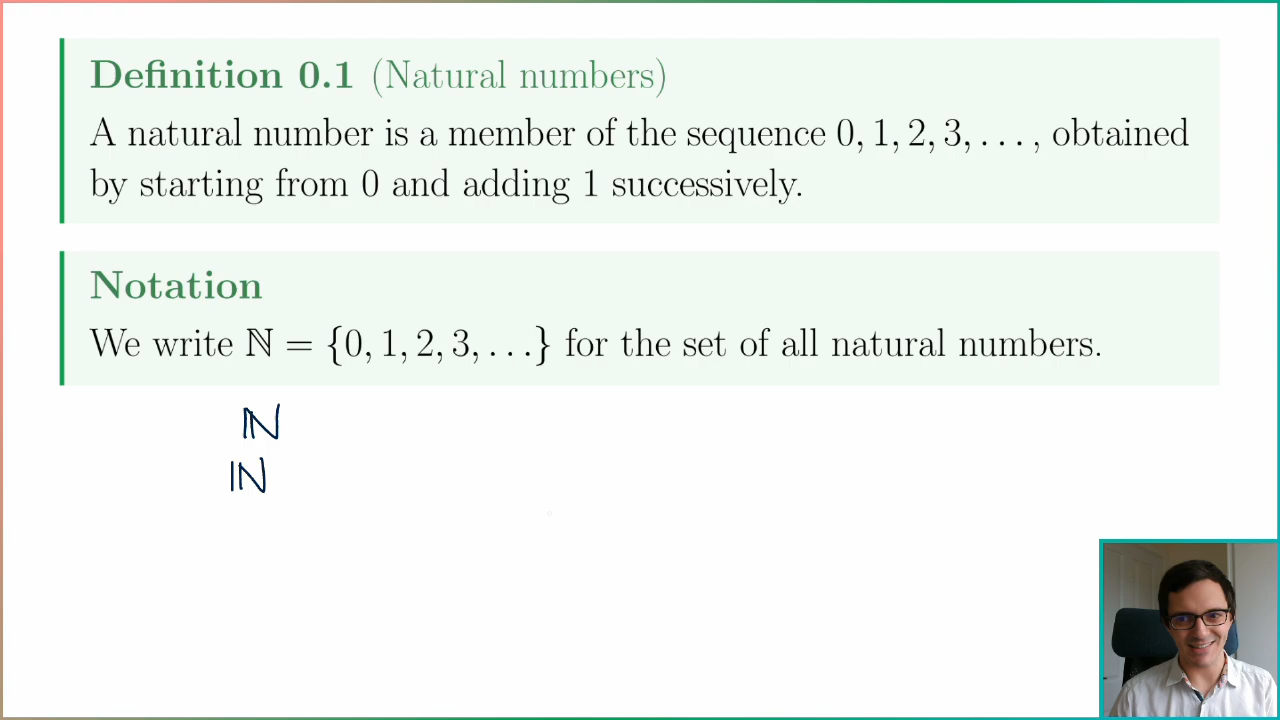 Definition 0.1 (Natural numbers)
A natural number is a member of the sequence 0, 1, 2, 3, . . . , obtained
by starting from 0 and adding 1 successively.
Notation
We write ℕ = {0, 1, 2, 3, . . .} for the set of all natural numbers.
ℕ
ℕ